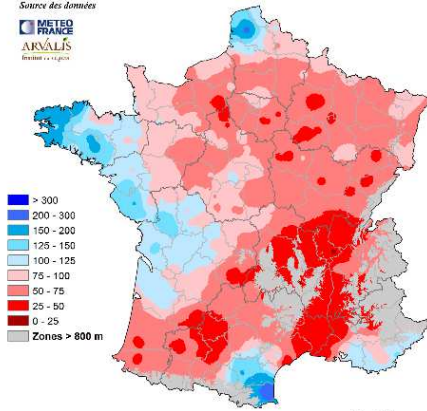 Source des données
METEO
FRANCE
ARVALIS
> 300
200 - 300
150 - 200
125 - 150
100 - 125
75 - 100
50 - 75
25 - 50
0 - 25
Zones > 800 m